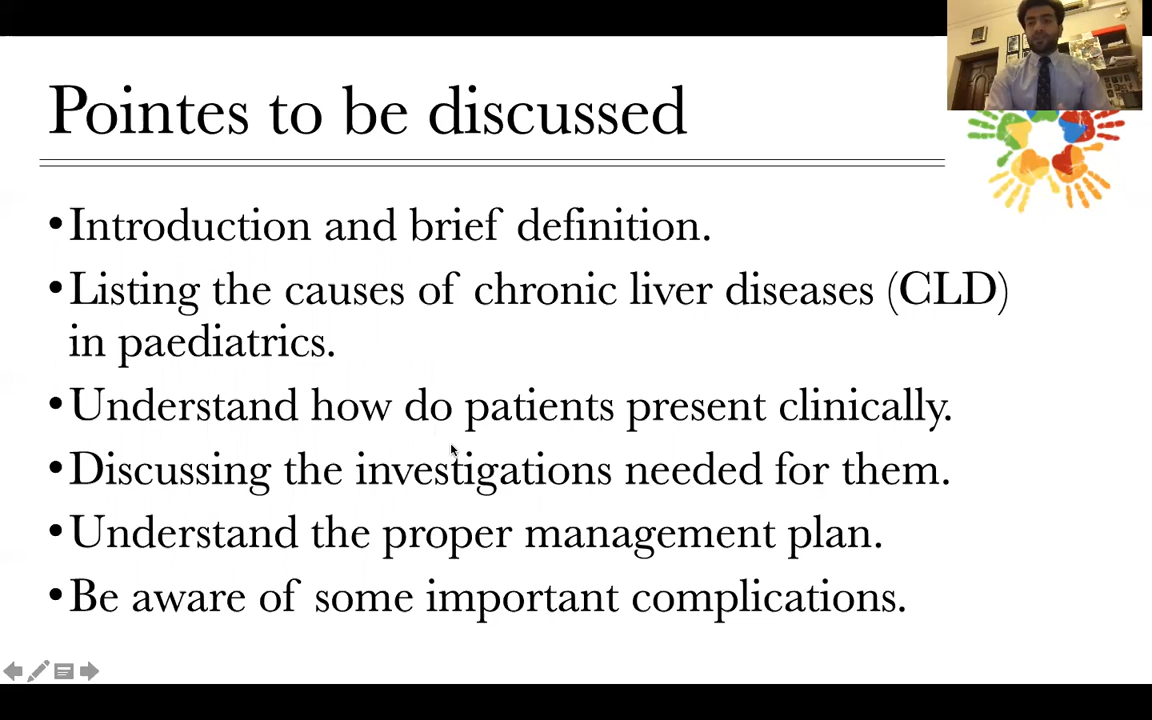 Pointes to be discussed
•Introduction and brief definition.
•Listing the causes of chronic liver diseases (CLD)
in paediatrics.
•Understand how do patients present clinically.
•Discussing the investigations needed for them.
•Understand the proper management plan.
•Be aware of some important complications.